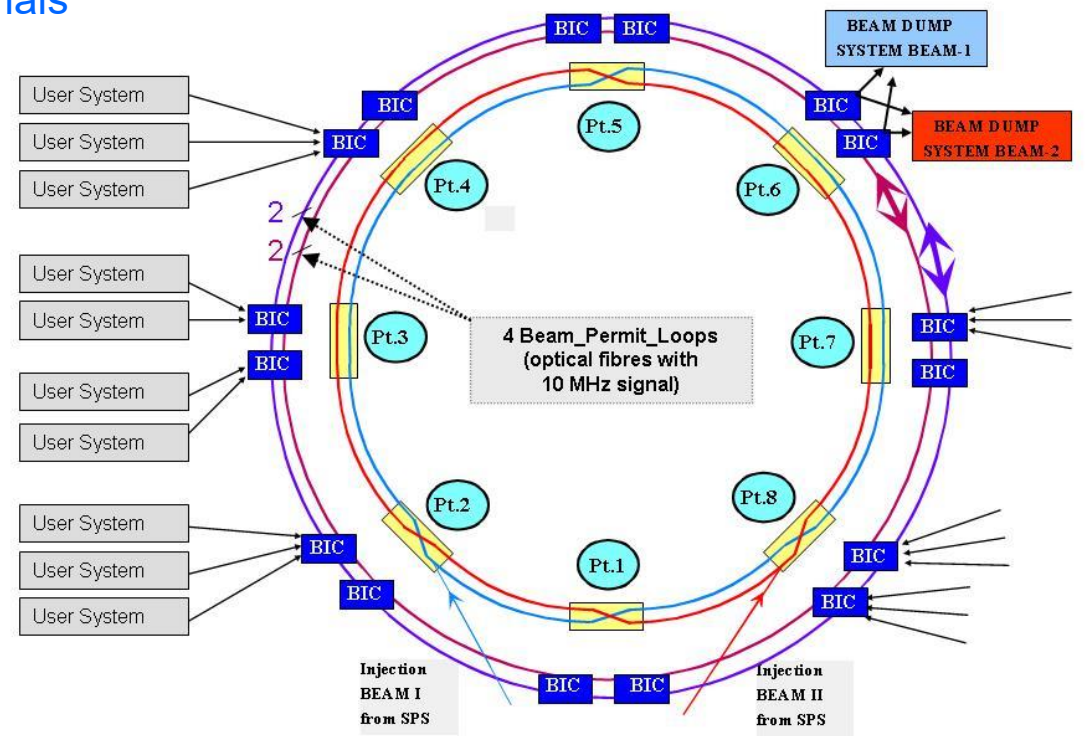 BIC BIC
BEAM DUMP
SYSTEM BEAM-1
User System
BIC
BIC
User System
BIC
BIC
BEAM DUMP
SYSTEM BEAM-2
User System
Pt.5
Pt.4
Pt.6
2
2
User System
User System
BIC
Pt.3
4 Beam_Permit_Loops
(optical fibres with
10 MHz signal)
Pt.7
BIC
BIC
BIC
User System
User System
Pt.2
Pt.8
User System
User System
User System
BIC
BIC
Pt.1
BIC
BIC
Injection
BEAM I
from SPS
BIC BIC
Injection
BEAM II
from SPS